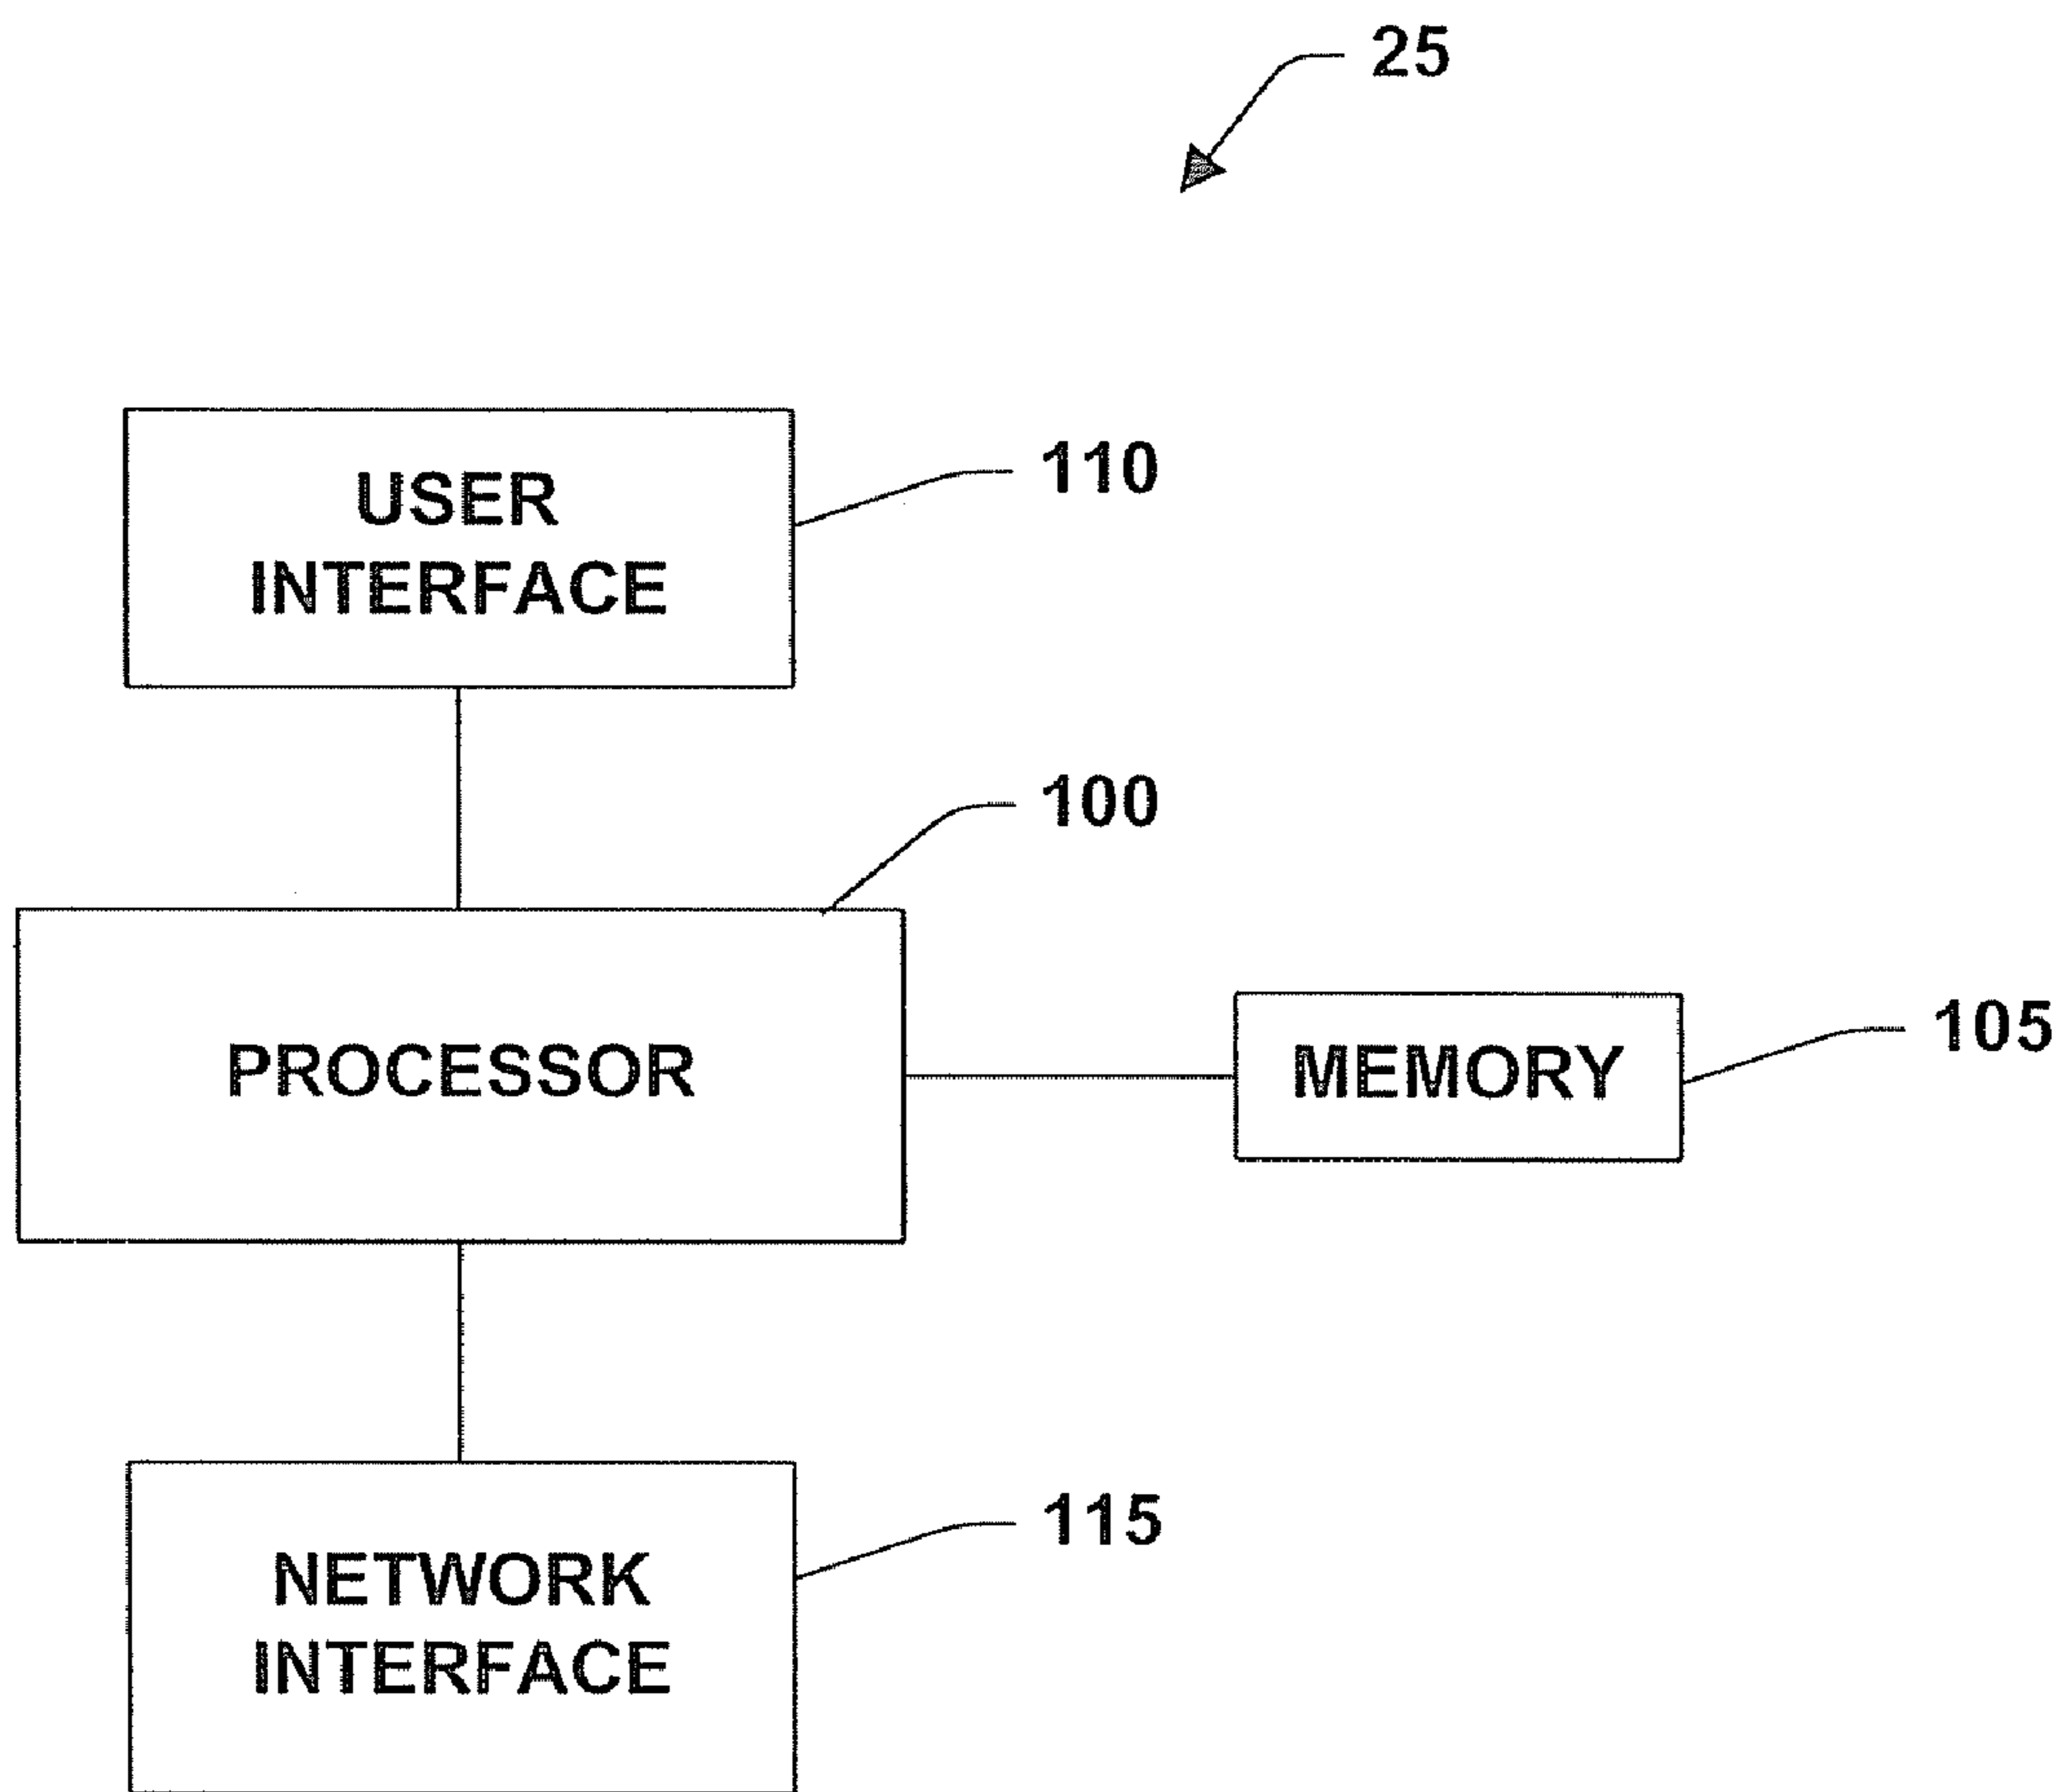 25
USER
INTERFACE
110
100
PROCESSOR
MEMORY
105
NETWORK
INTERFACE
115